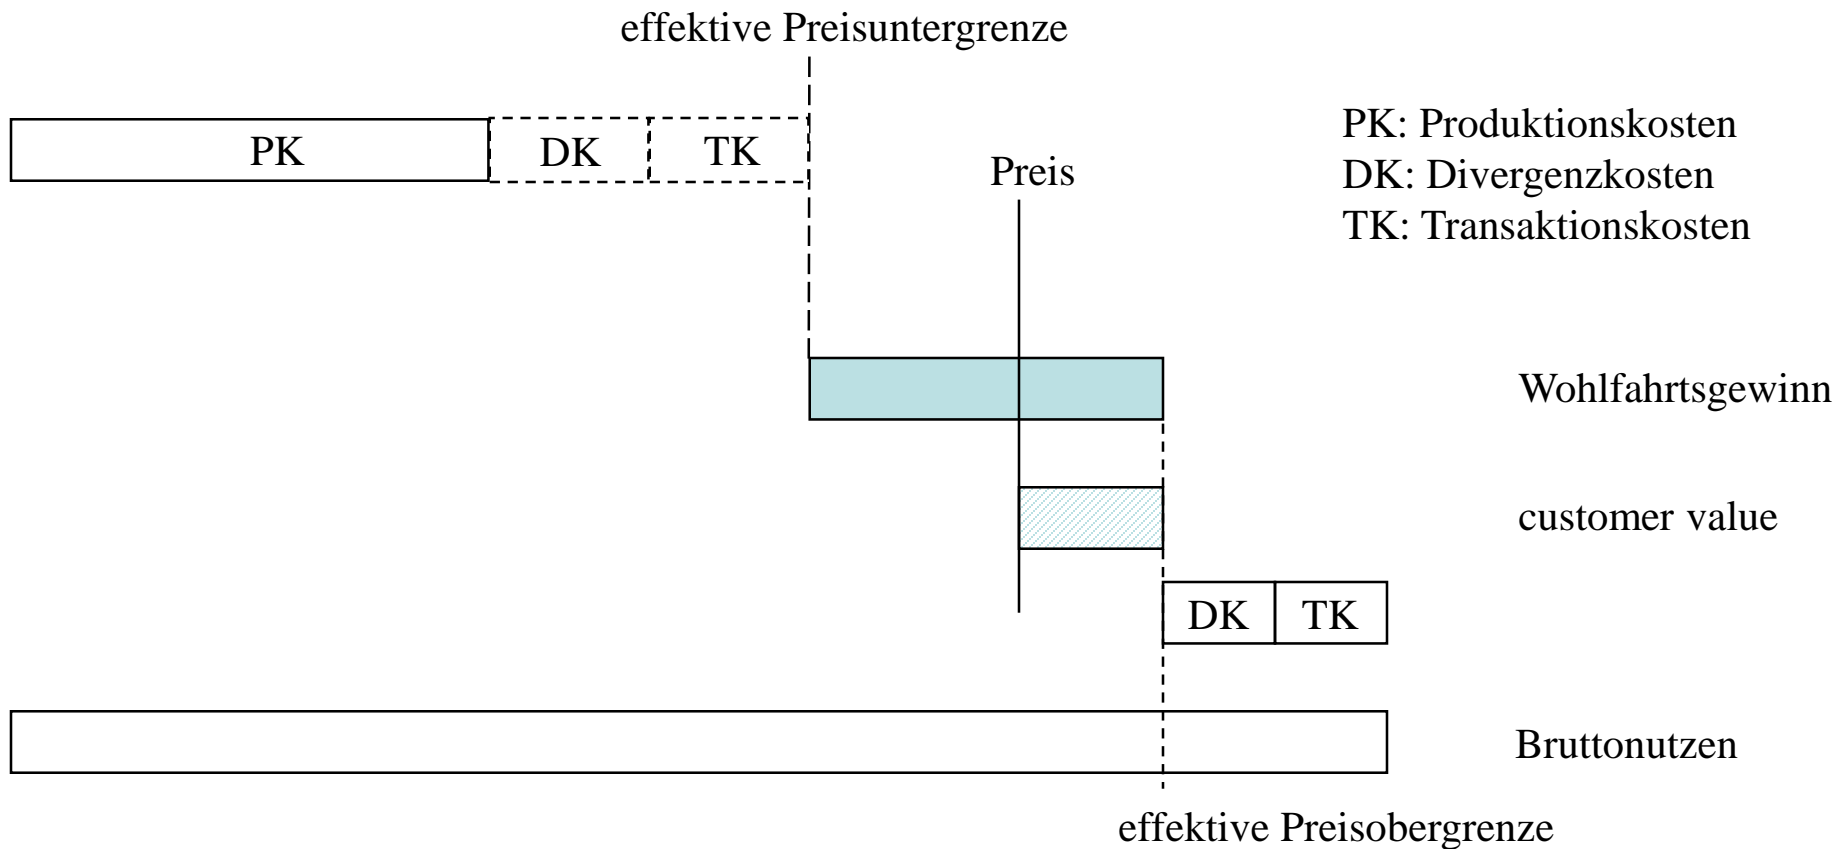 effektive Preisuntergrenze
PK DK TK
Preis
PK: Produktionskosten
DK: Divergenzkosten
TK: Transaktionskosten
Wohlfahrtsgewinn
customer value
DK TK
Bruttonutzen
effektive Preisobergrenze